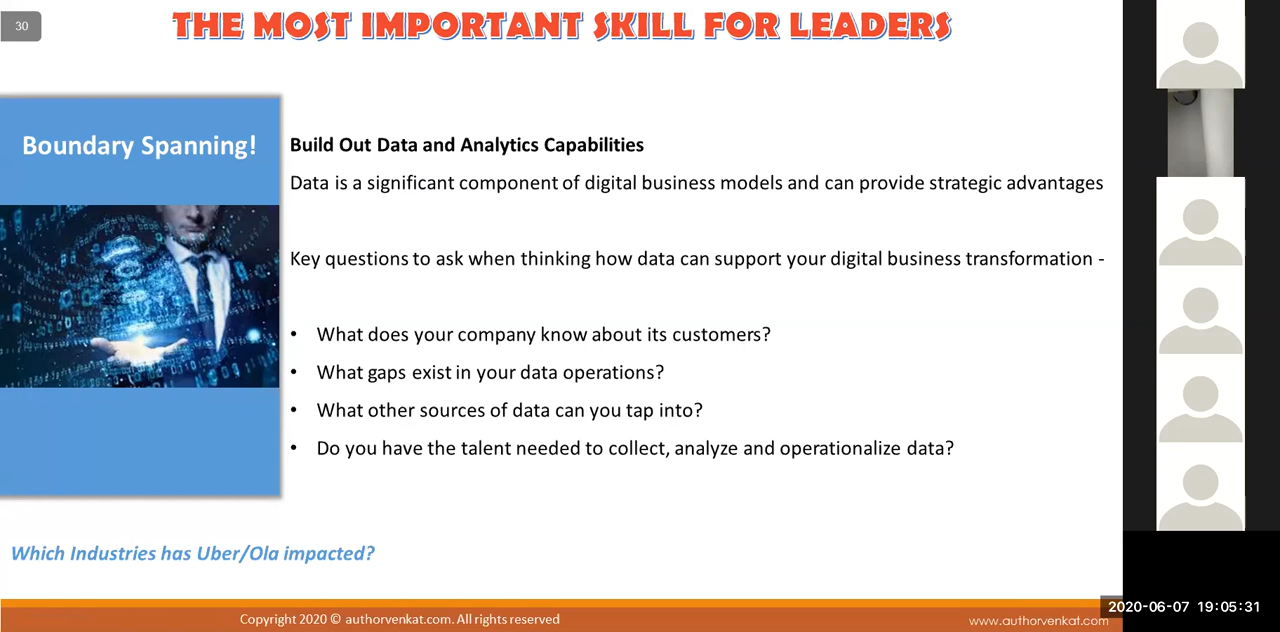 30
THE MOST IMPORTANT SKILL FOR LEADERS
Boundary Spanning!
Build Out Data and Analytics Capabilities
Data is a significant component of digital business models and can provide strategic advantages
Key questions to ask when thinking how data can support your digital business transformation -
• What does your company know about its customers?
• What gaps exist in your data operations?
• What other sources of data can you tap into?
• Do you have the talent needed to collect, analyze and operationalize data?
Which Industries has Uber/Ola impacted?
Copyright 2020 © authorvenkat.com. All rights reserved
www.authorvenkat.com
2020-06-07 19:05:31